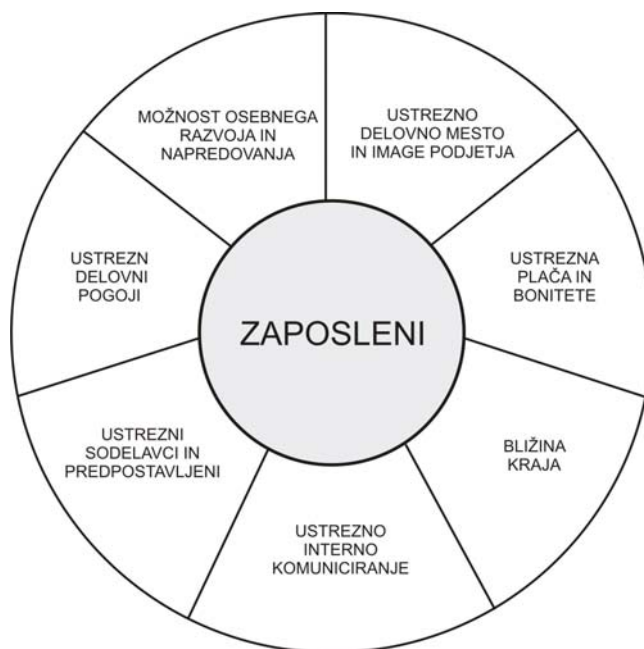 MOŽNOST OSEBNEGA
RAZVOJA IN
NAPREDOVANJA
USTREZNO
DELOVNO MESTO
IN IMAGE PODJETJA
USTREZN
DELOVNI
POGOJI
USTREZNA
PLAČA IN
BONITETE
ZAPOSLENI
USTREZNI
SODELAVCI IN
PREDPOSTAVLJENI
BLIŽINA
KRAJA
USTREZNO
INTERNO
KOMUNICIRANJE